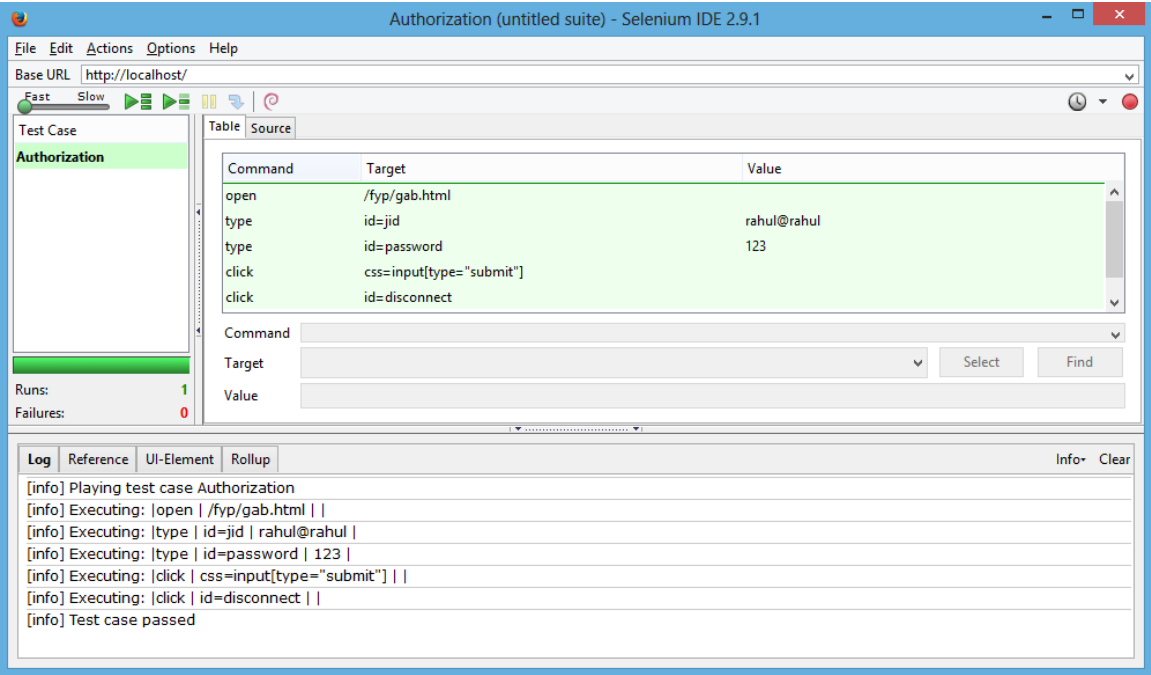 Authorization (untitled suite) - Selenium IDE 2.9.1
File Edit Actions Options Help
Base URL http://localhost/
Fast Slow
Test Case
Authorization
Runs: 1
Failures: 0
Table Source
Command Target Value
open /fyp/gab.html
type id=jid rahul@rahul
type id=password 123
click css=input[type="submit"]
click id=disconnect
Command
Target Select Find
Value
Log Reference UI-Element Rollup Info Clear
[info] Playing test case Authorization
[info] Executing: |open | /fyp/gab.html | |
[info] Executing: |type | id=jid | rahul@rahul |
[info] Executing: |type | id=password | 123 |
[info] Executing: |click | css=input[type="submit"] | |
[info] Executing: |click | id=disconnect | |
[info] Test case passed